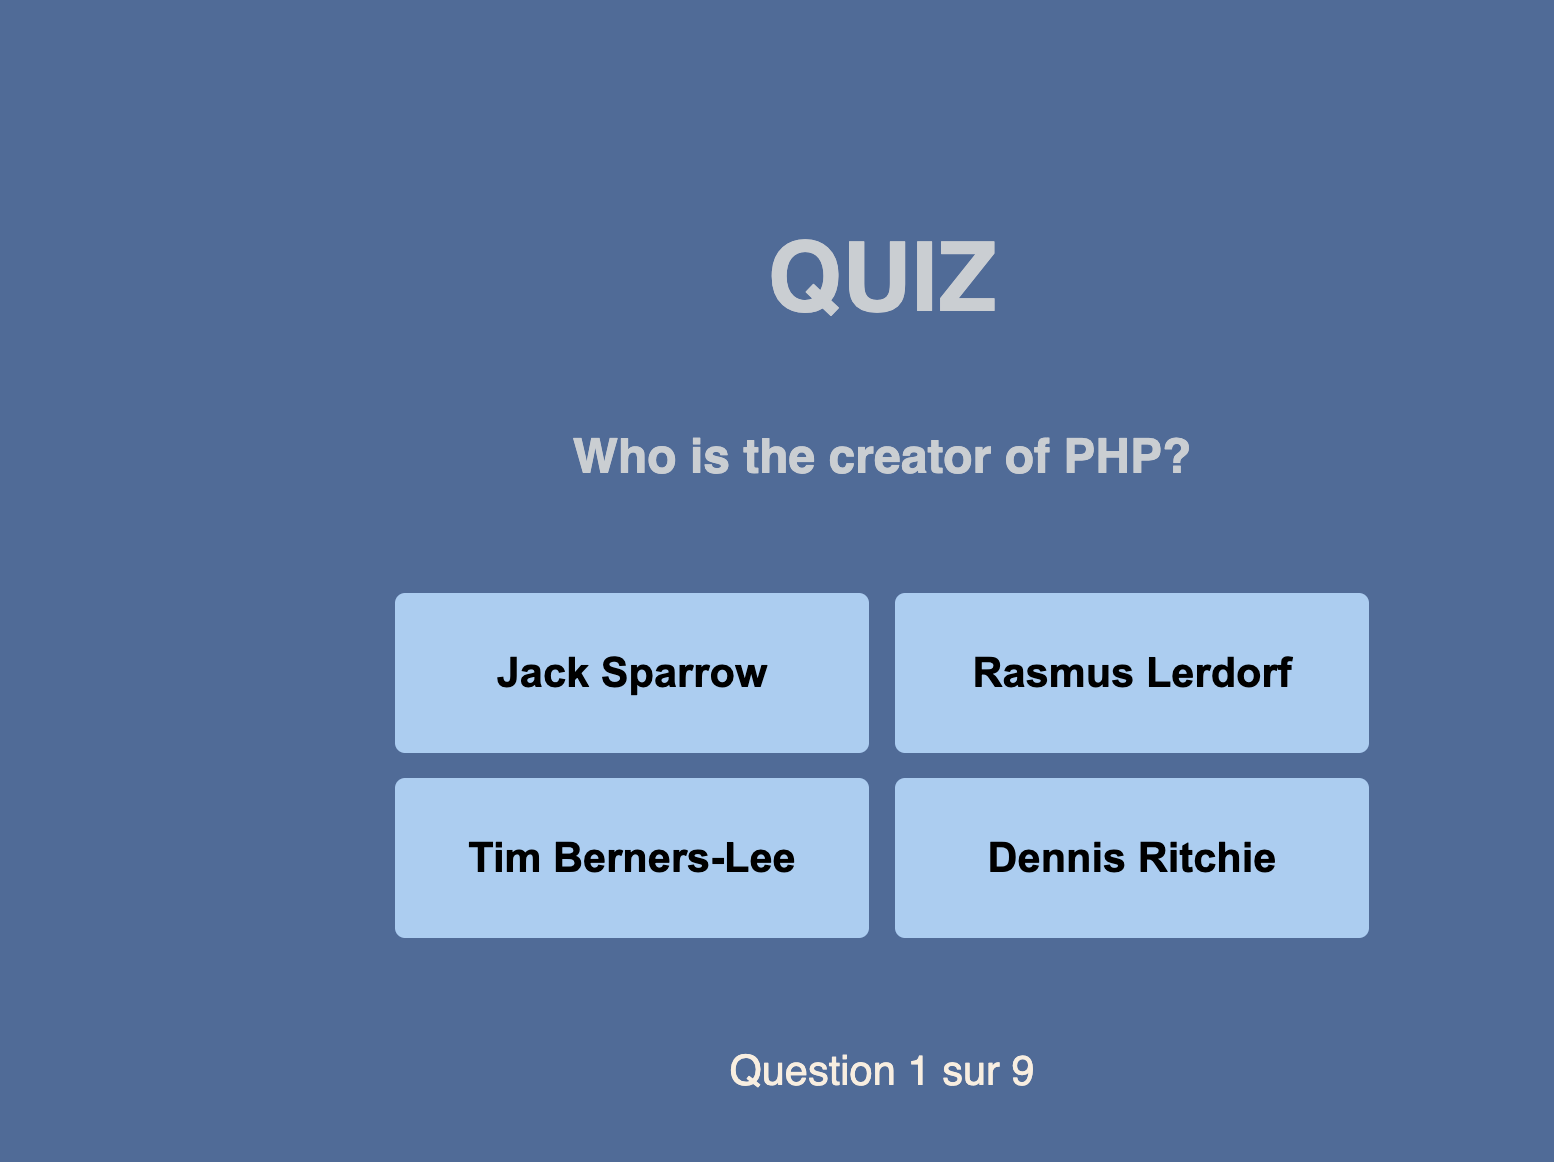 QUIZ
Who is the creator of PHP?
Jack Sparrow
Rasmus Lerdorf
Tim Berners-Lee
Dennis Ritchie
Question 1 sur 9